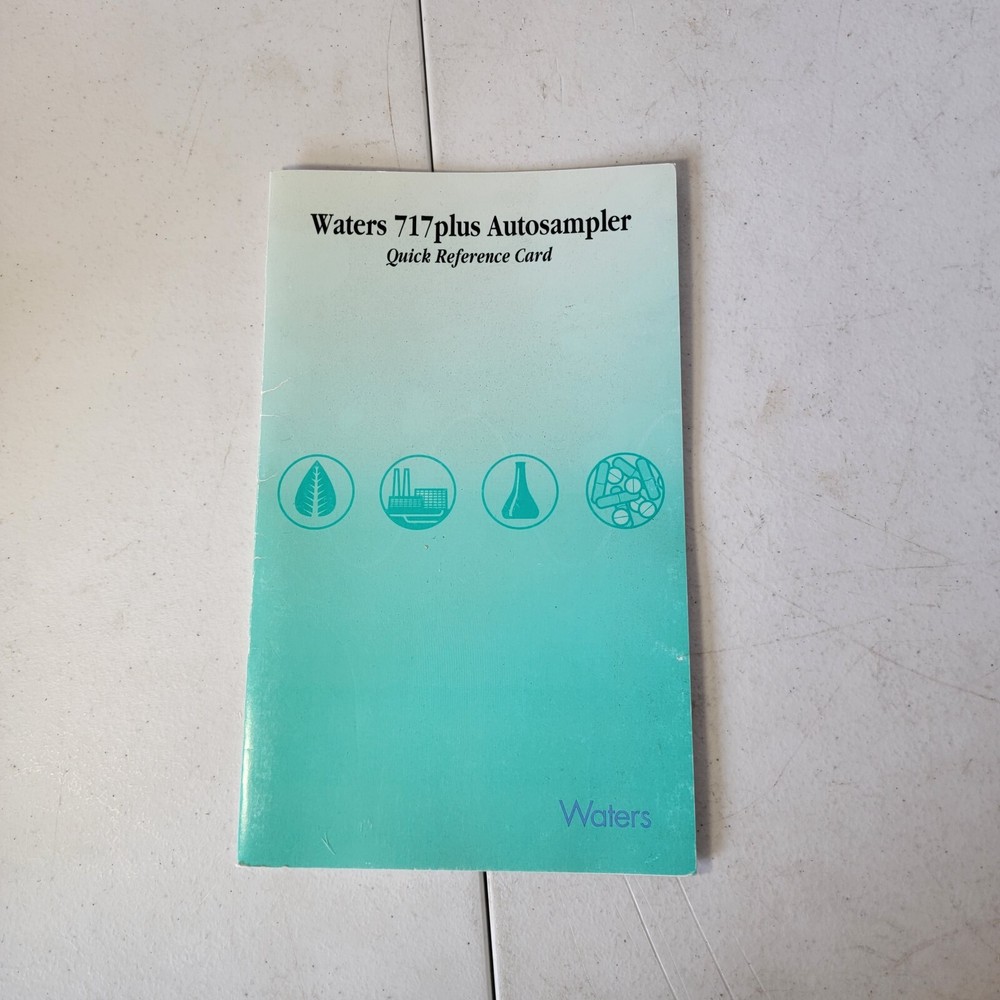 Waters 717plus Autosampler
Quick Reference Card
Waters